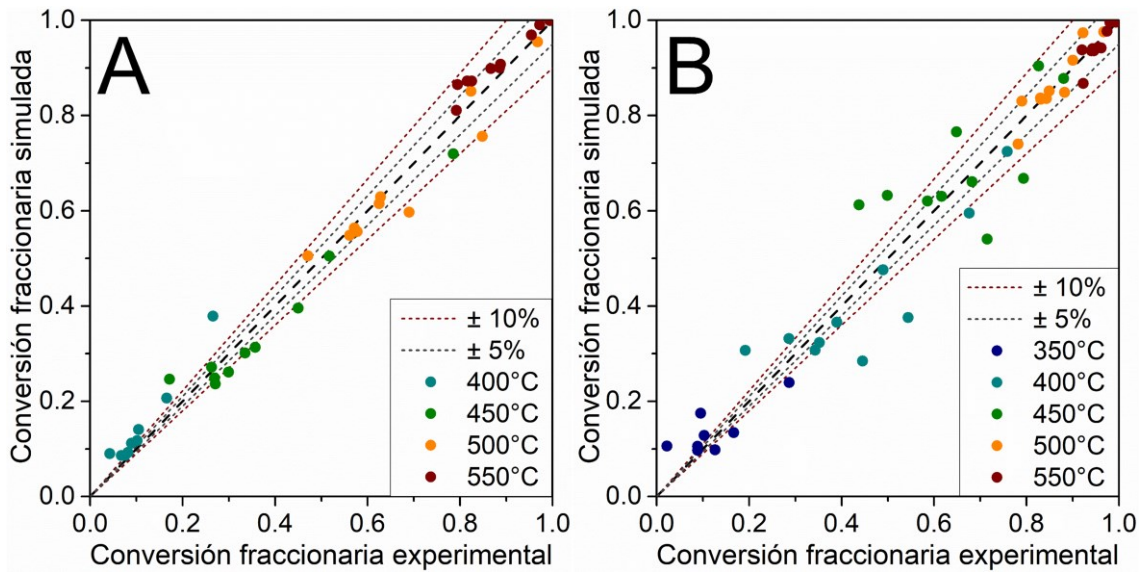 A
Conversión fraccionaria simulada
1.0
0.8
0.6
0.4
0.2
0.0
0.0 0.2 0.4 0.6 0.8 1.0
Conversión fraccionaria experimental
± 10%
± 5%
400°C
450°C
500°C
550°C
B
Conversión fraccionaria simulada
1.0
0.8
0.6
0.4
0.2
0.0
0.0 0.2 0.4 0.6 0.8 1.0
Conversión fraccionaria experimental
± 10%
± 5%
350°C
400°C
450°C
500°C
550°C